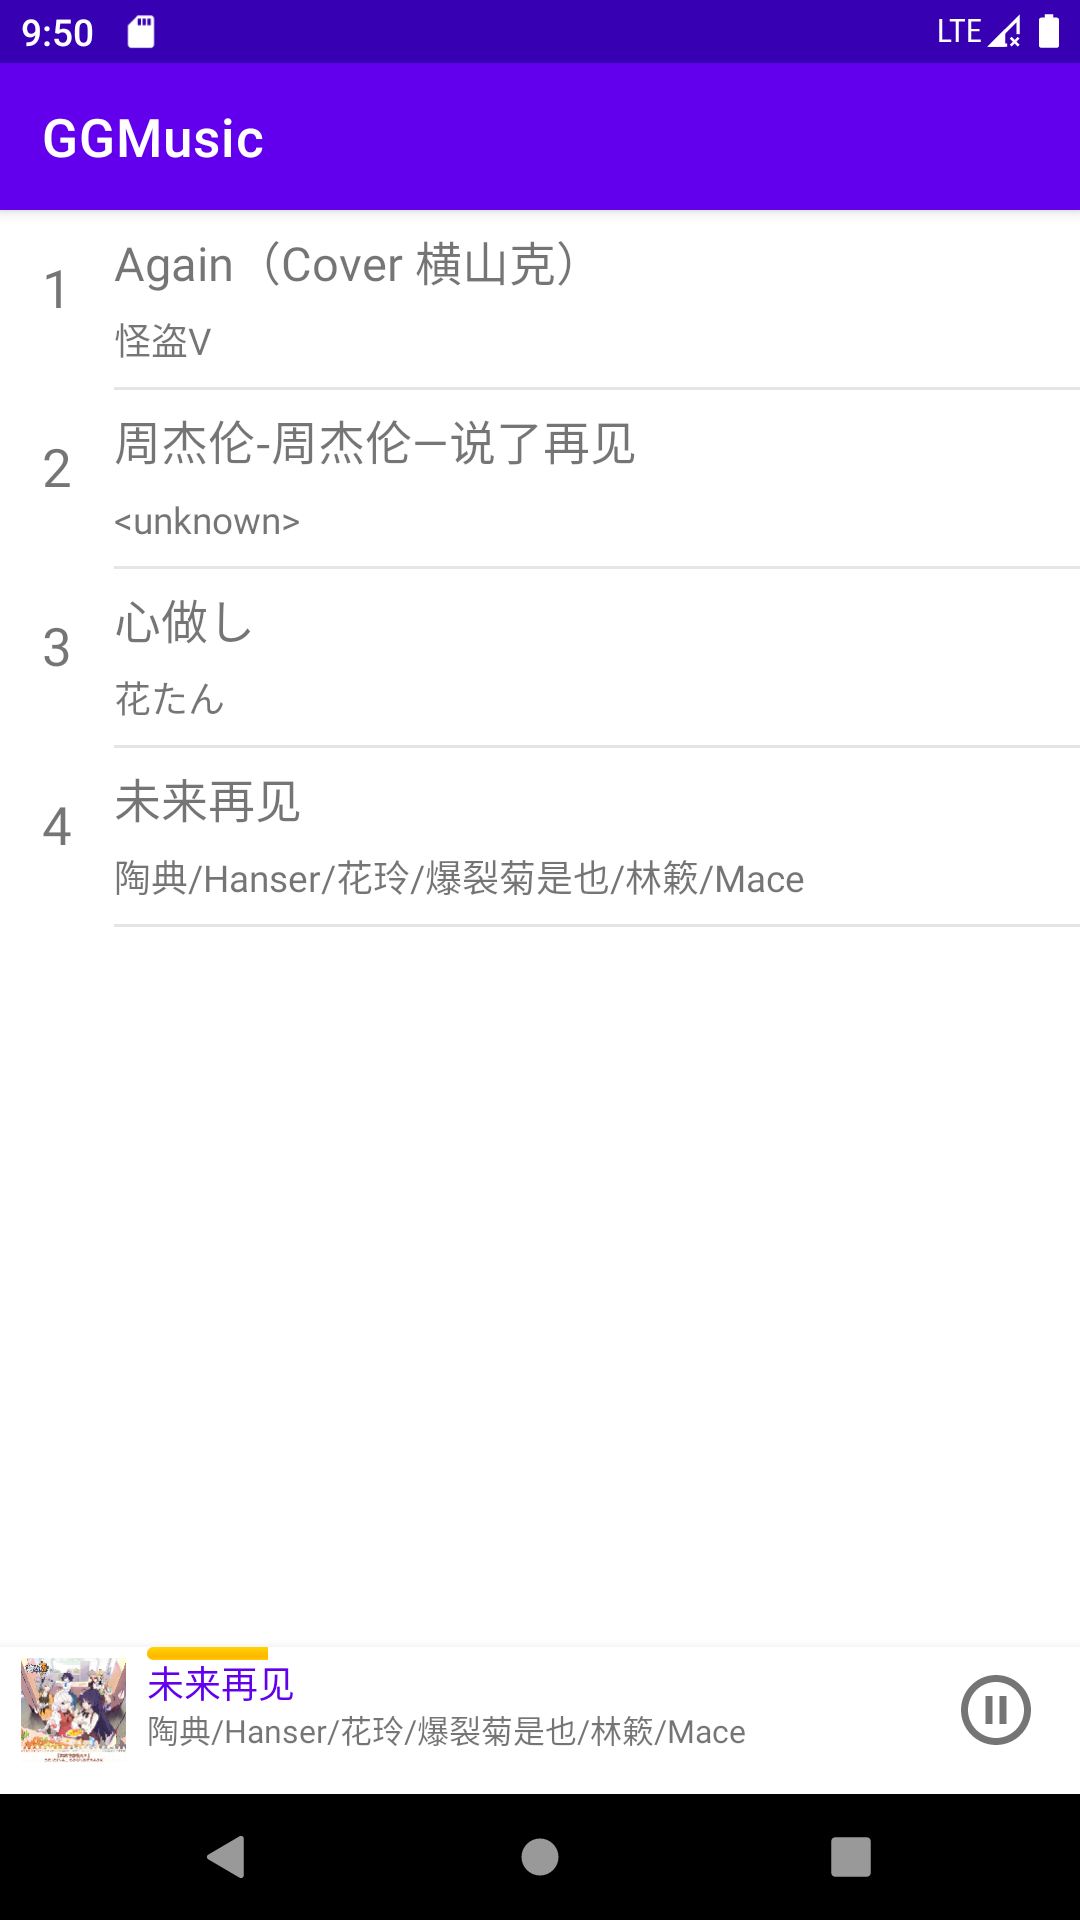 9:50 LTE
GGMusic
1
Again（Cover 横山克）
怪盗V
2
周杰伦-周杰伦—说了再见
<unknown>
3
心做し
花たん
4
未来再见
陶典/Hanser/花玲/爆裂菊是也/林簌/Mace
未来再见
陶典/Hanser/花玲/爆裂菊是也/林簌/Mace